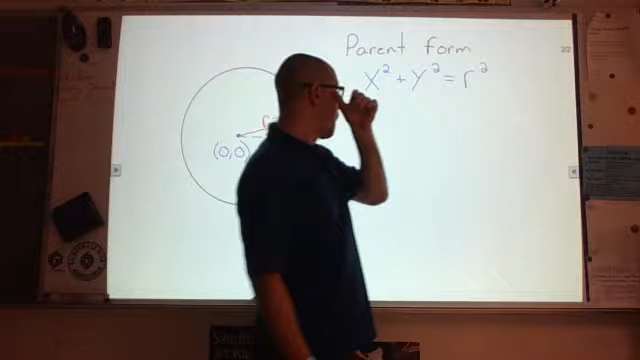 Parent form
x² + y² = r²
r
(0,0)